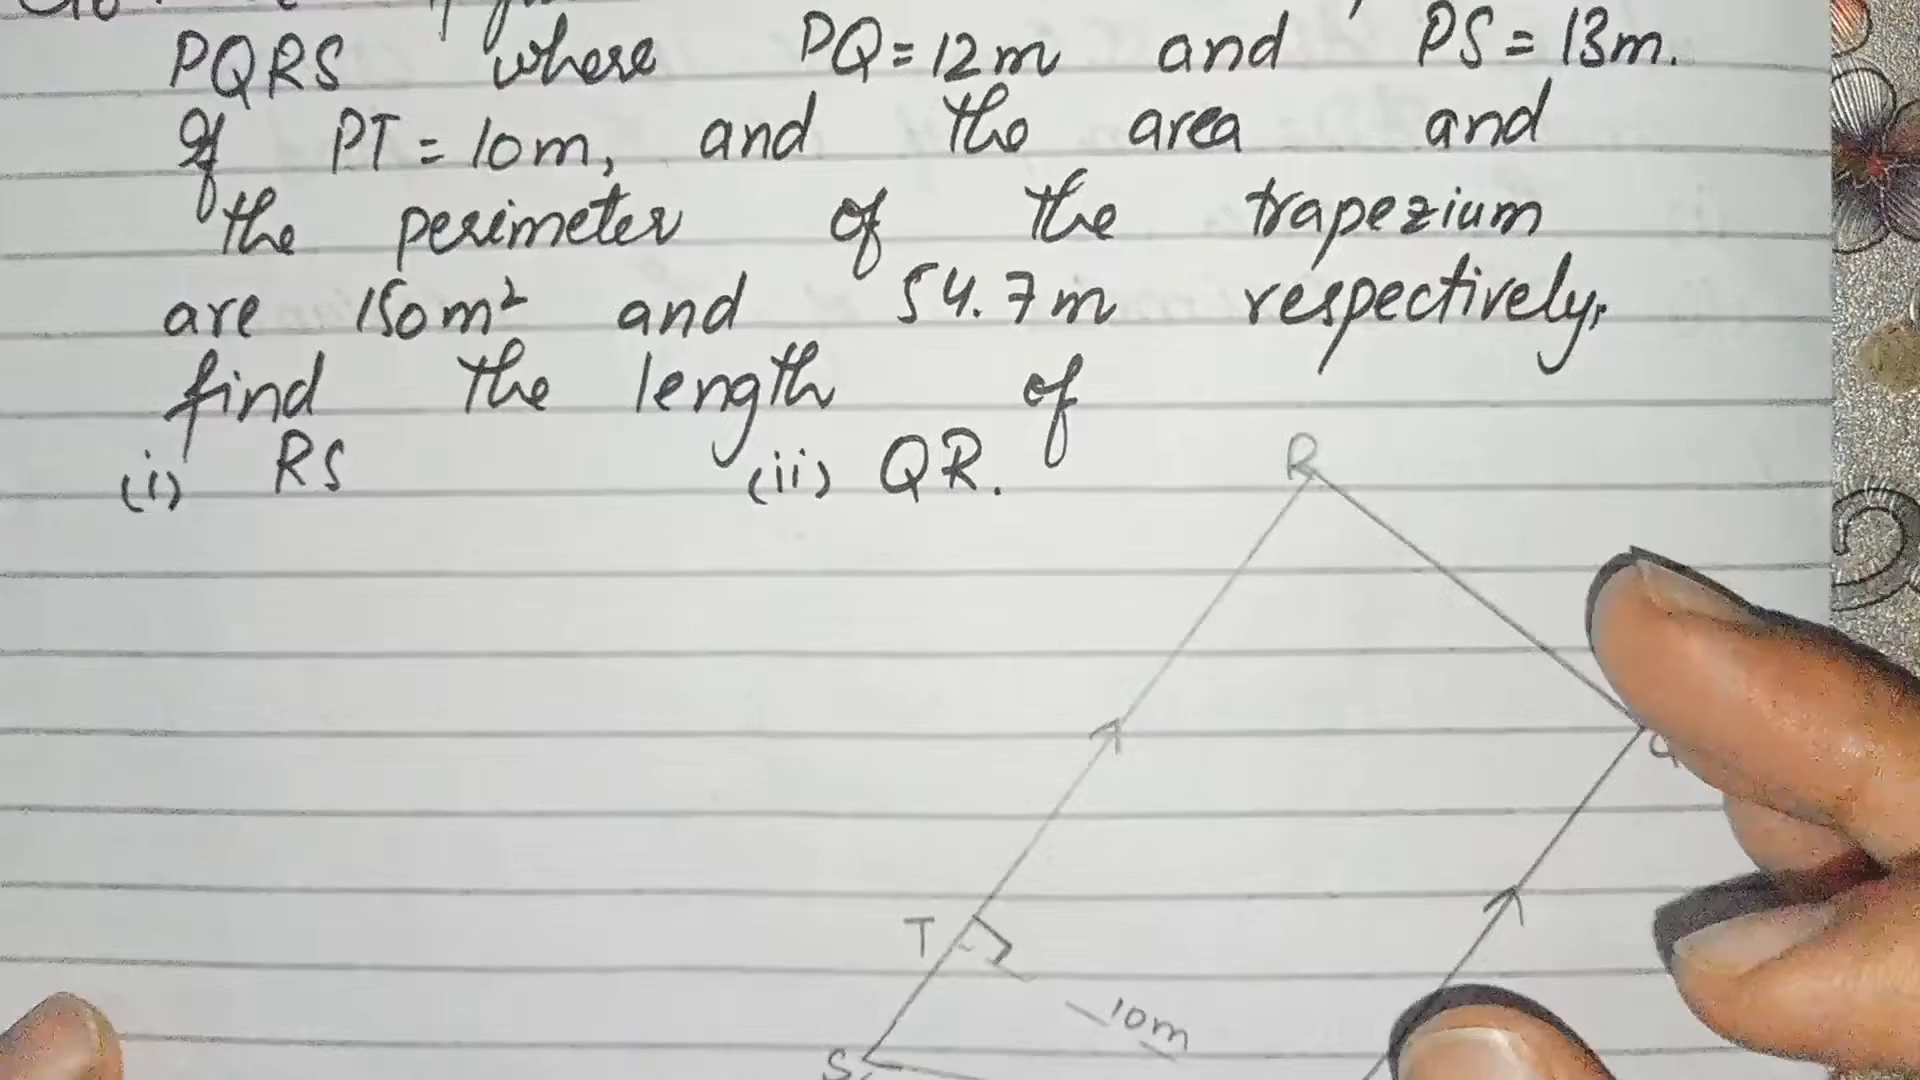 PQRS where PQ = 12m and PS = 13m.
If PT = 10m, and the area and
the perimeter of the trapezium
are 150m² and 54.7m respectively,
find the length of
(i) RS (ii) QR.
R
Q
T
10m
S